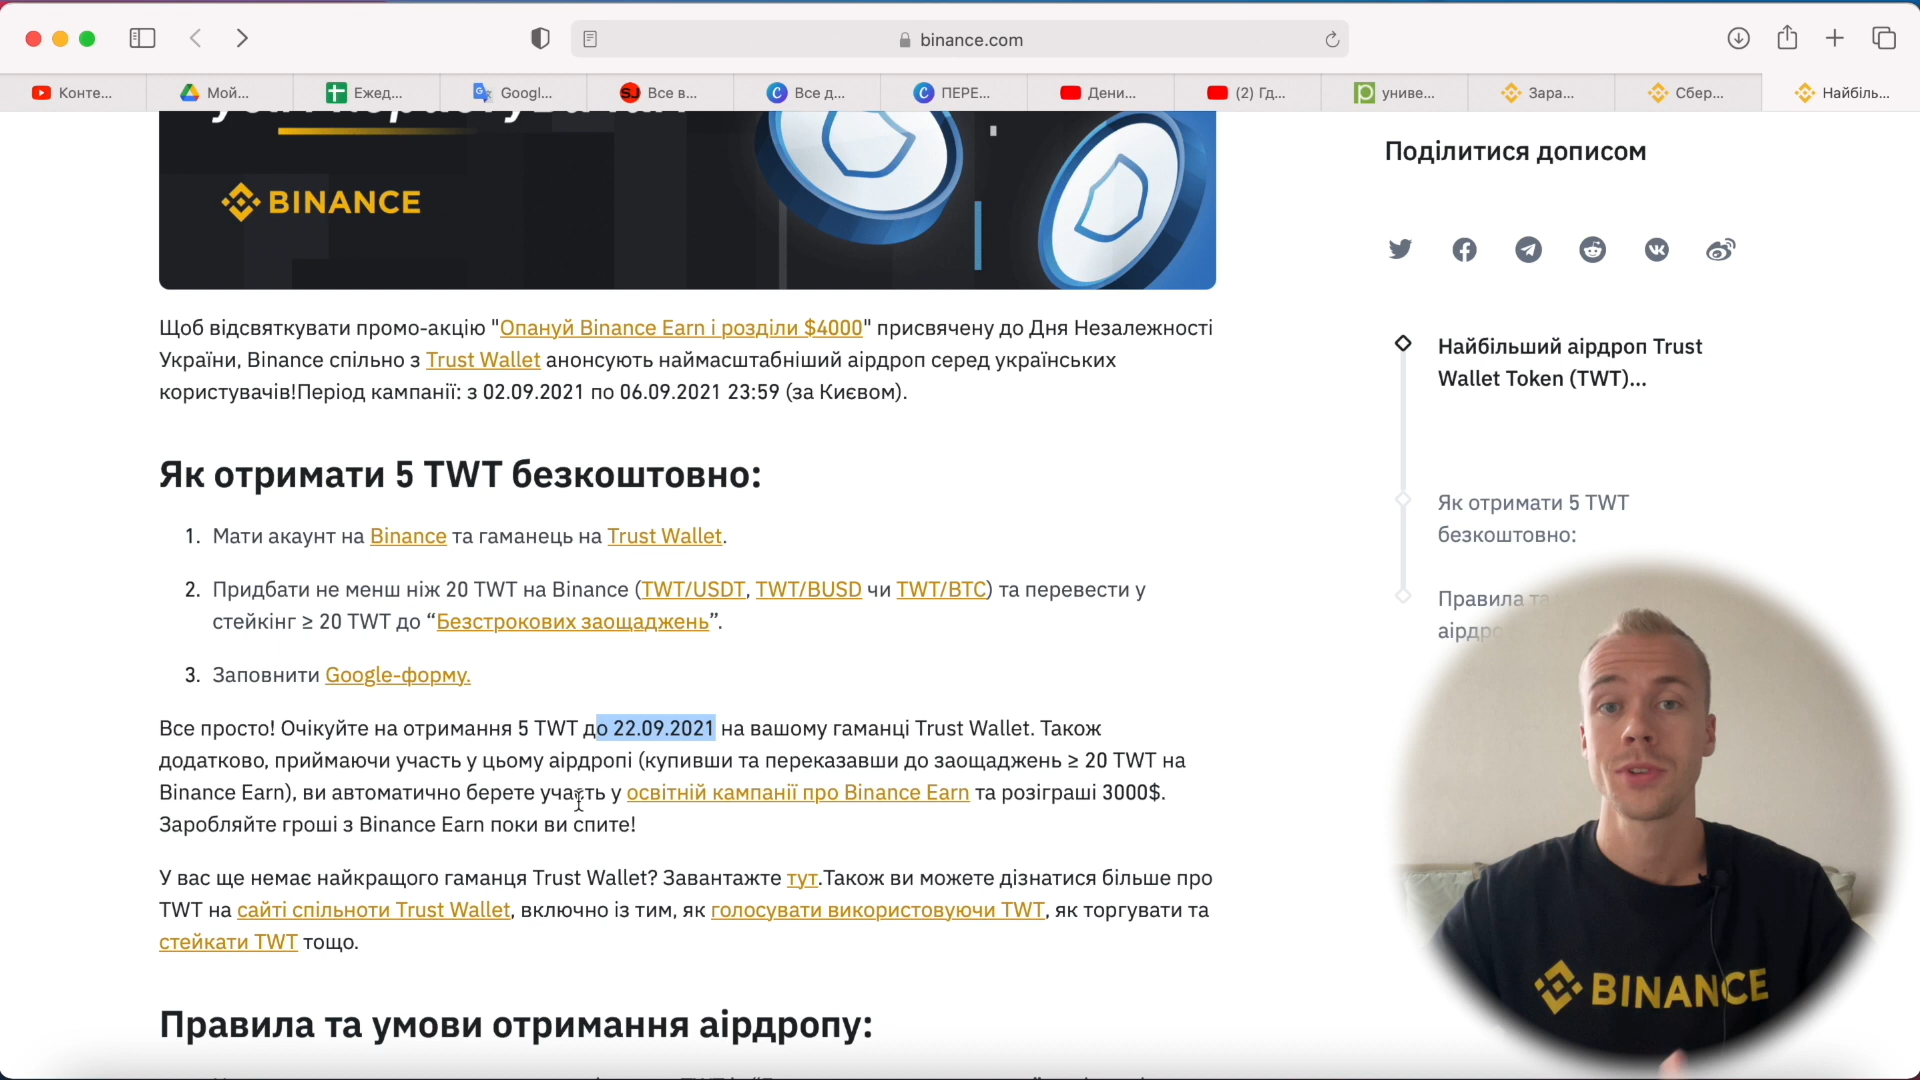 binance.com
Конте...
Мой...
Ежед...
Googl...
Все в...
Все д...
ПЕРЕ...
Дени...
(2) Гд...
униве...
Зара...
Сбер...
Найбіль...
BINANCE
Поділитися дописом
Щоб відсвяткувати промо-акцію "Опануй Binance Earn і розділи $4000" присвячену до Дня Незалежності
України, Binance спільно з Trust Wallet анонсують наймасштабніший аірдроп серед українських
користувачів!Період кампанії: з 02.09.2021 по 06.09.2021 23:59 (за Києвом).
Найбільший аірдроп Trust
Wallet Token (TWT)...
Як отримати 5 TWT безкоштовно:
Як отримати 5 TWT
безкоштовно:
1. Мати акаунт на Binance та гаманець на Trust Wallet.
2. Придбати не менш ніж 20 TWT на Binance (TWT/USDT, TWT/BUSD чи TWT/BTC) та перевести у
стейкінг ≥ 20 TWT до “Безстрокових заощаджень”.
Правила та
3. Заповнити Google-форму.
Все просто! Очікуйте на отримання 5 TWT до 22.09.2021 на вашому гаманці Trust Wallet. Також
додатково, приймаючи участь у цьому аірдропі (купивши та переказавши до заощаджень ≥ 20 TWT на
Binance Earn), ви автоматично берете участь у освітній кампанії про Binance Earn та розіграші 3000$.
Заробляйте гроші з Binance Earn поки ви спите!
У вас ще немає найкращого гаманця Trust Wallet? Завантажте тут.Також ви можете дізнатися більше про
TWT на сайті спільноти Trust Wallet, включно із тим, як голосувати використовуючи TWT, як торгувати та
стейкати TWT тощо.
BINANCE
Правила та умови отримання аірдропу: